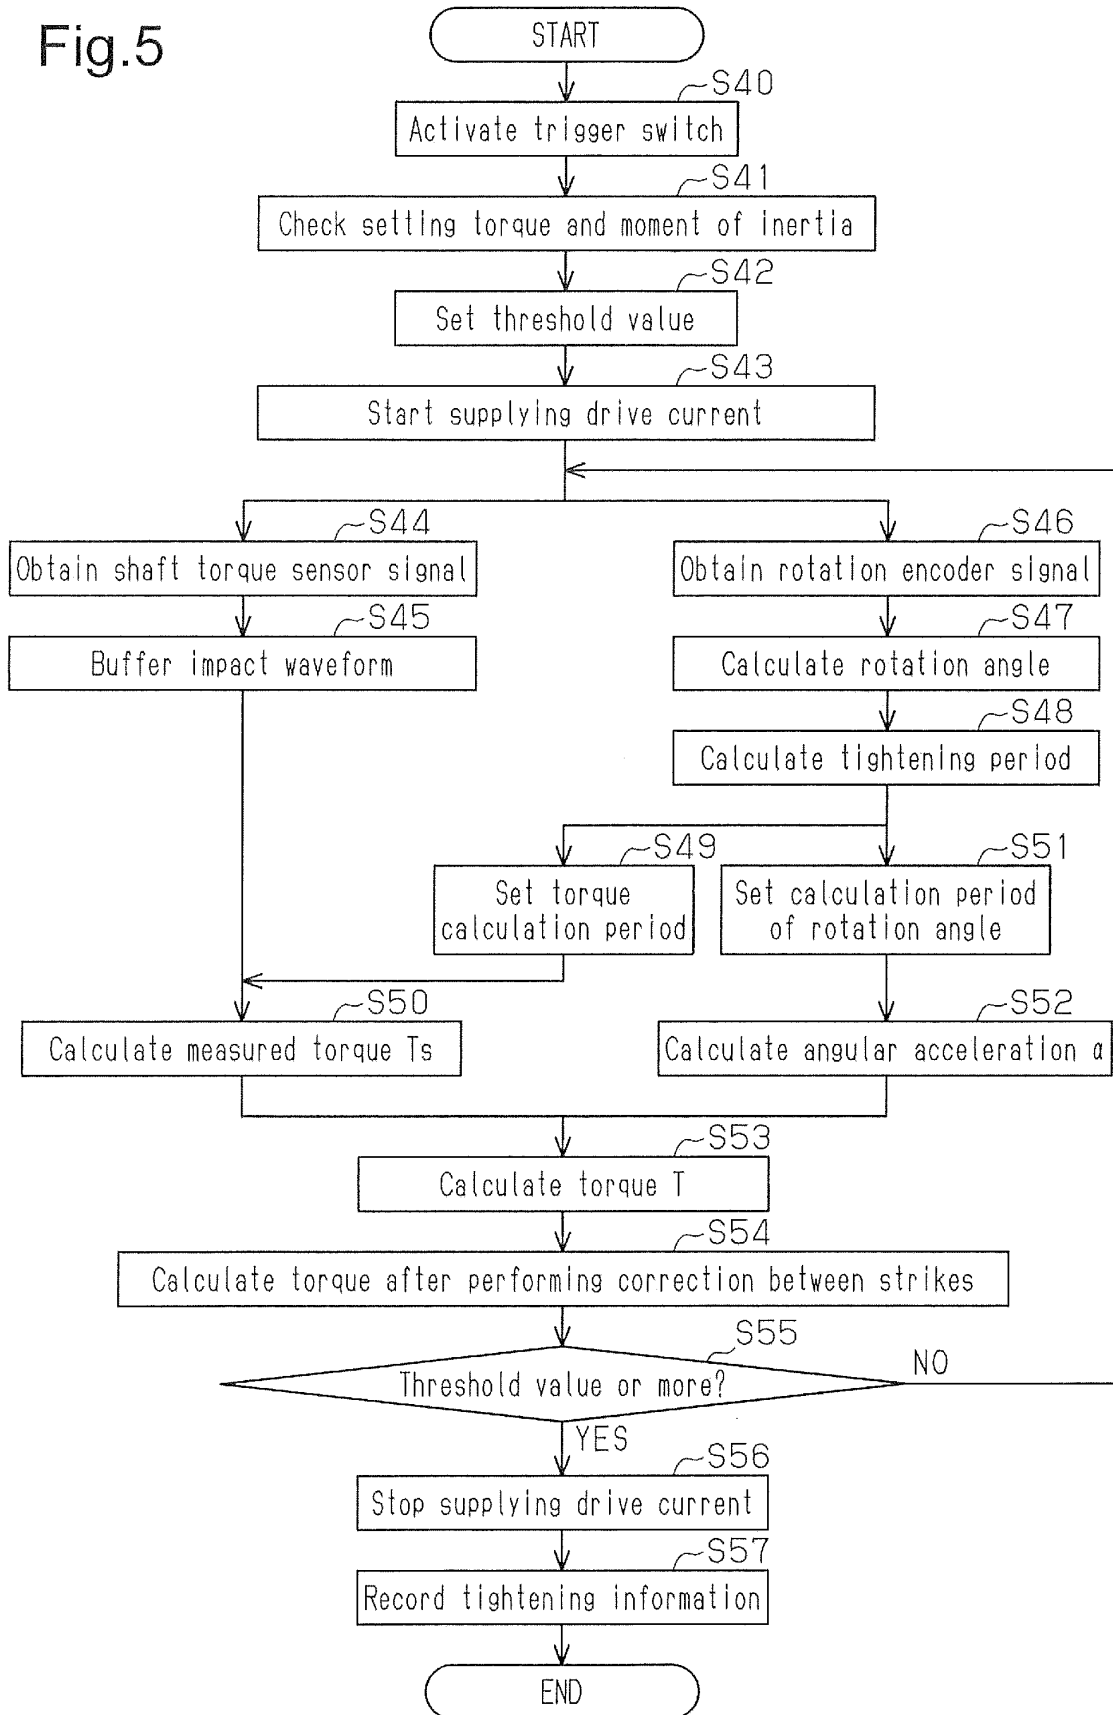 Fig.5
START
S40
Activate trigger switch
S41
Check setting torque and moment of inertia
S42
Set threshold value
S43
Start supplying drive current
S44
Obtain shaft torque sensor signal
S45
Buffer impact waveform
S46
Obtain rotation encoder signal
S47
Calculate rotation angle
S48
Calculate tightening period
S49
Set torque
calculation period
S51
Set calculation period
of rotation angle
S50
Calculate measured torque Ts
S52
Calculate angular acceleration α
S53
Calculate torque T
S54
Calculate torque after performing correction between strikes
S55
Threshold value or more?
NO
YES
S56
Stop supplying drive current
S57
Record tightening information
END